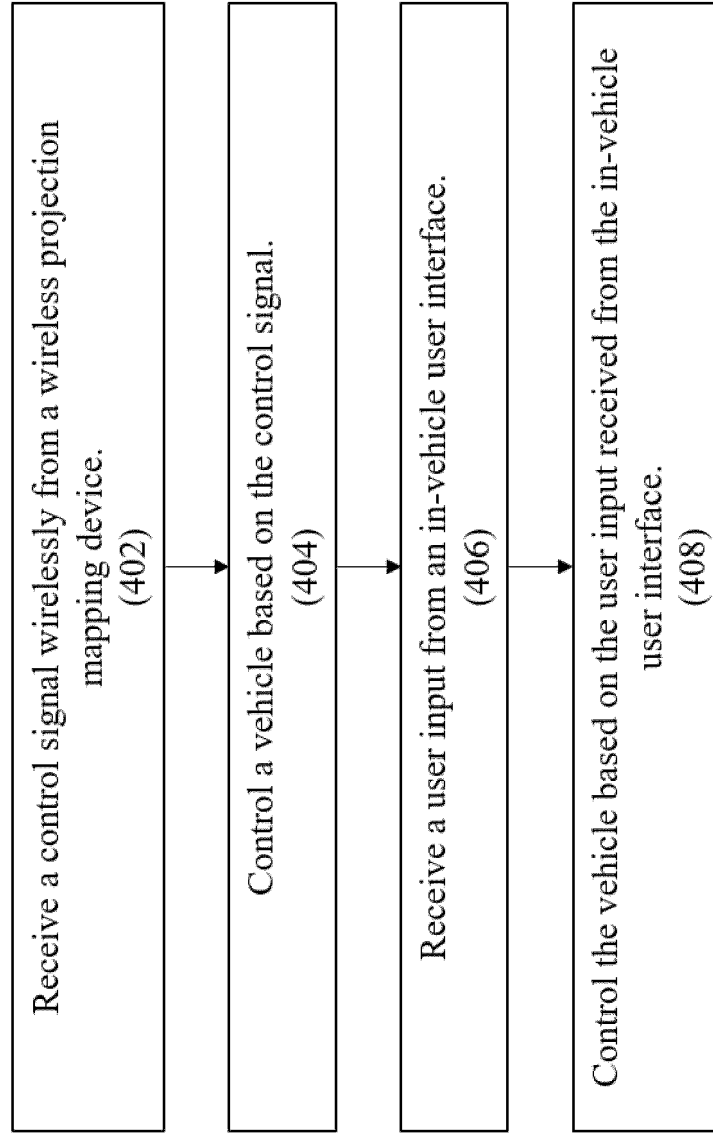 Receive a control signal wirelessly from a wireless projection
mapping device.
(402)
Control a vehicle based on the control signal.
(404)
Receive a user input from an in-vehicle user interface.
(406)
Control the vehicle based on the user input received from the in-vehicle
user interface.
(408)